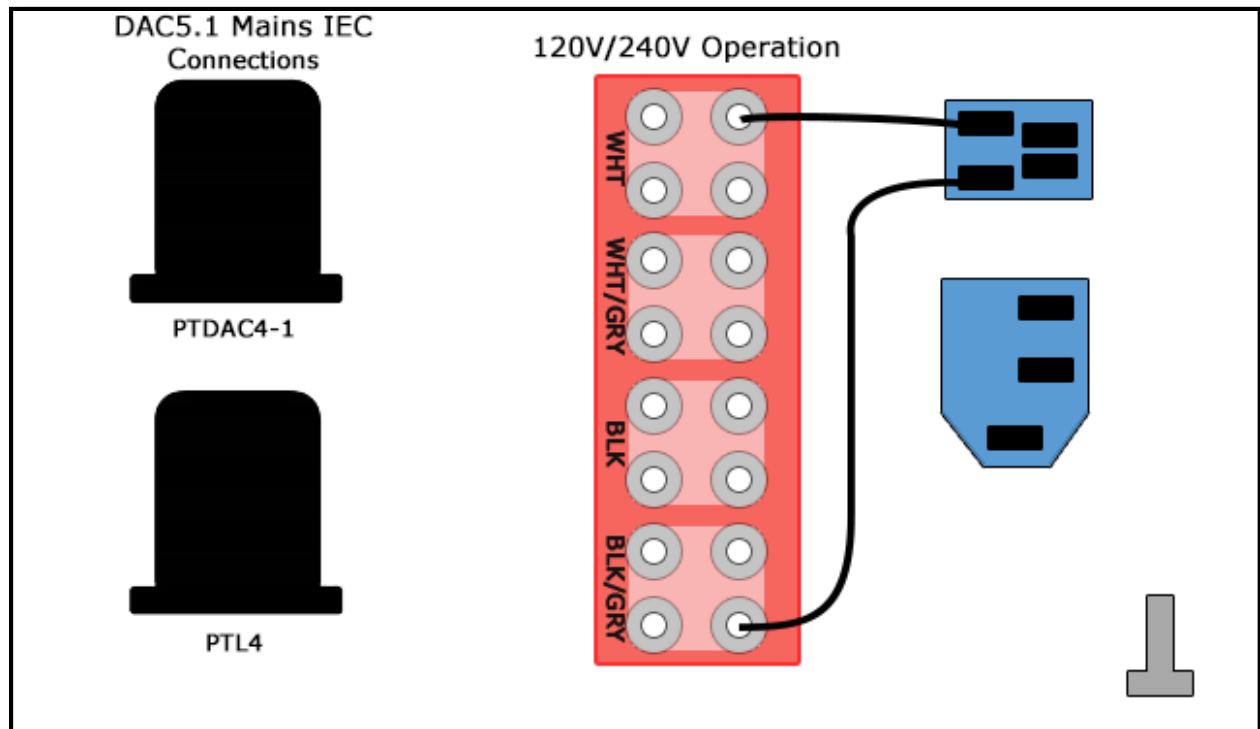 DAC5.1 Mains IEC
Connections
120V/240V Operation
WHT
WHT/GRY
BLK
BLK/GRY
PTDAC4-1
PTL4